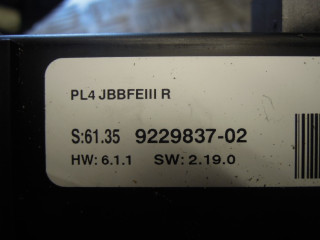 PL4 JBBFEIII R
S:61.35 9229837-02
HW: 6.1.1 SW: 2.19.0